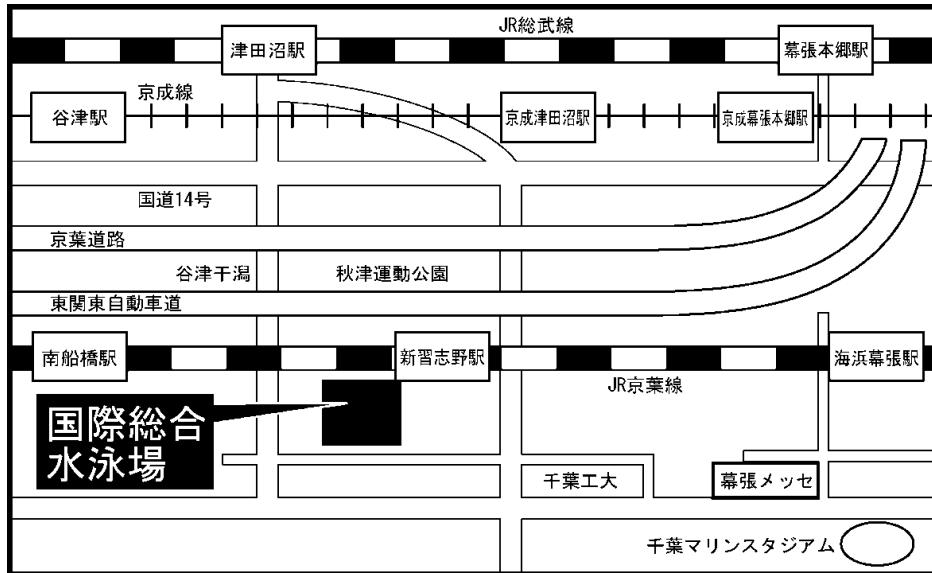 JR総武線
津田沼駅
幕張本郷駅
京成線
谷津駅
京成津田沼駅
京成幕張本郷駅
国道14号
京葉道路
谷津干潟
秋津運動公園
東関東自動車道
南船橋駅
新習志野駅
海浜幕張駅
JR京葉線
国際総合
水泳場
千葉工大
幕張メッセ
千葉マリンスタジアム